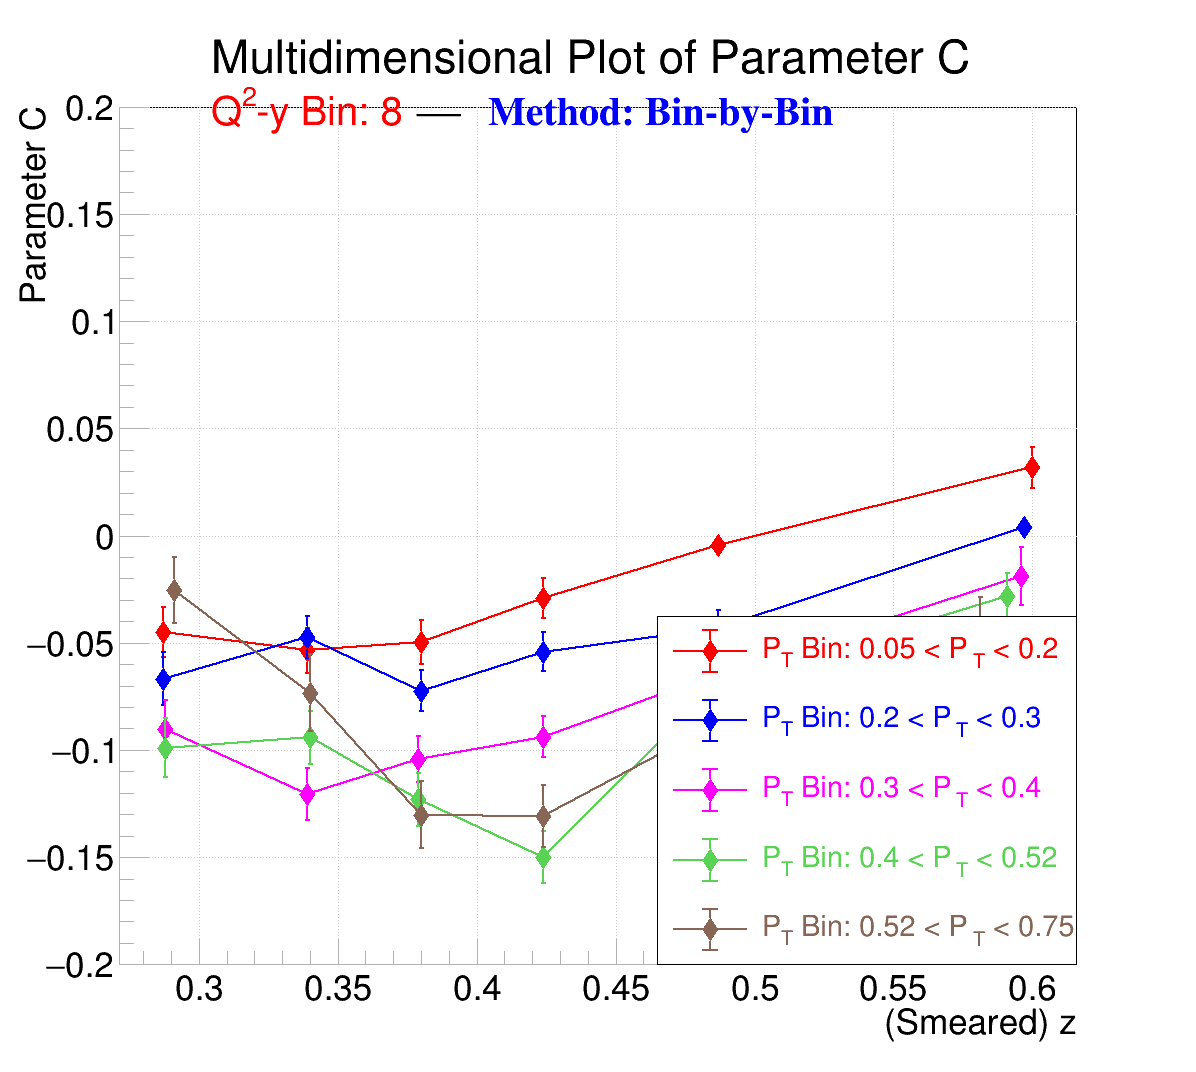 Multidimensional Plot of Parameter C
Q2-y Bin: 8 — Method: Bin-by-Bin
Parameter C
0.2
0.15
0.1
0.05
0
−0.05
−0.1
−0.15
−0.2
PT Bin: 0.05 < PT < 0.2
PT Bin: 0.2 < PT < 0.3
PT Bin: 0.3 < PT < 0.4
PT Bin: 0.4 < PT < 0.52
PT Bin: 0.52 < PT < 0.75
0.3 0.35 0.4 0.45 0.5 0.55 0.6
(Smeared) z